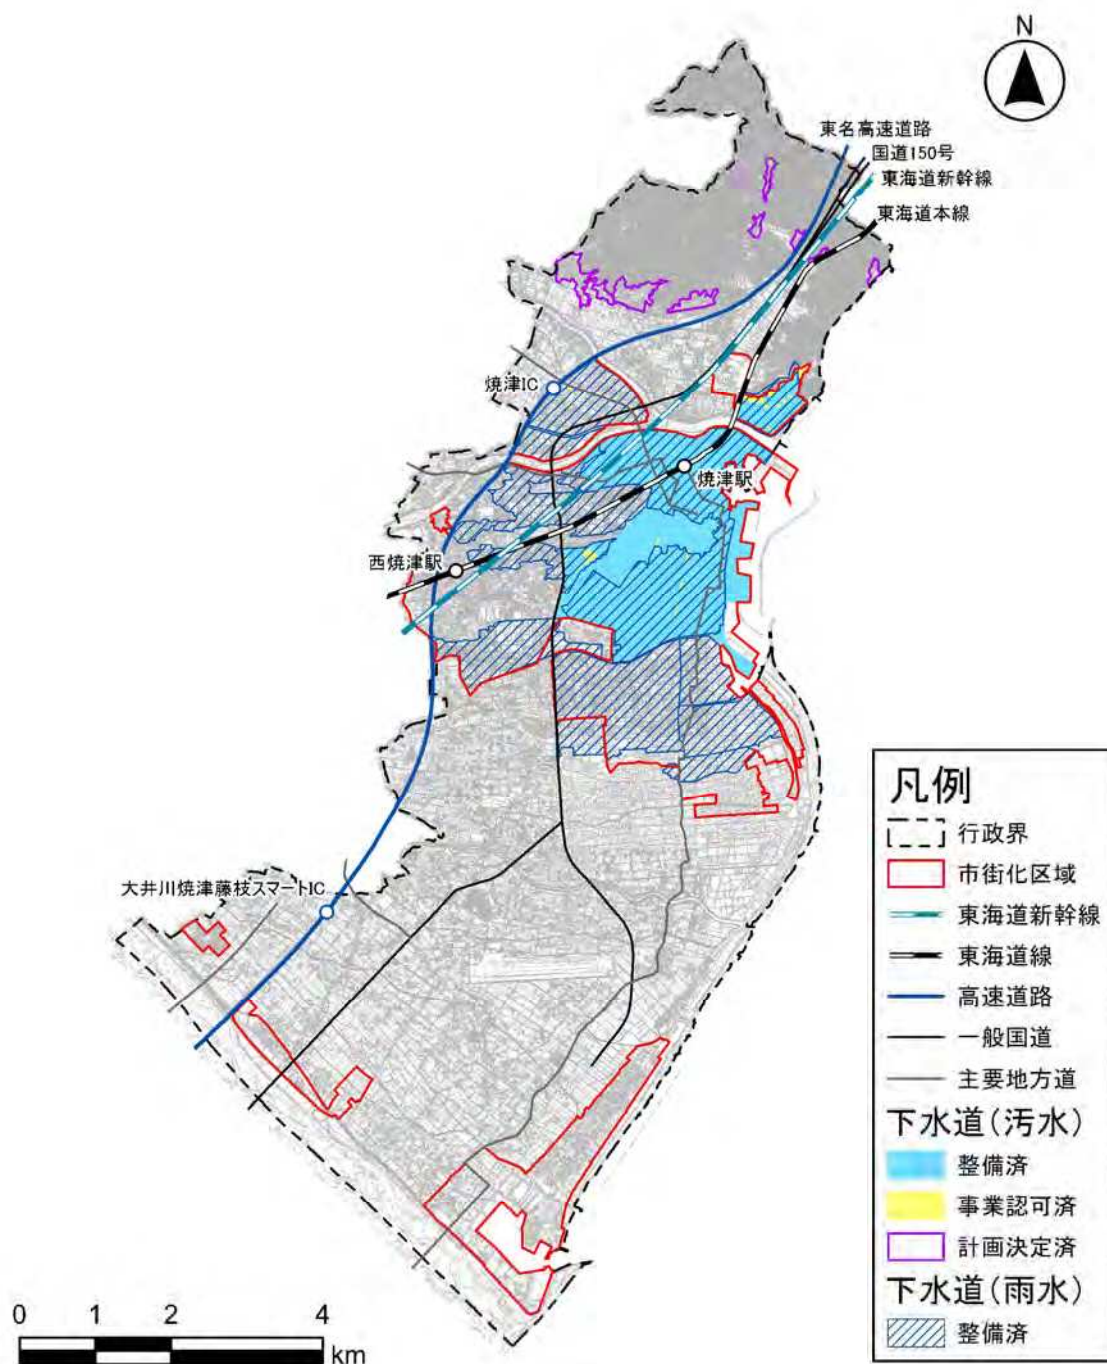 N
東名高速道路
国道150号
東海道新幹線
東海道本線
焼津IC
焼津駅
西焼津駅
大井川焼津藤枝スマートIC
凡例
行政界
市街化区域
東海道新幹線
東海道線
高速道路
一般国道
主要地方道
下水道(汚水)
整備済
事業認可済
計画決定済
下水道(雨水)
整備済
0 1 2 4
km